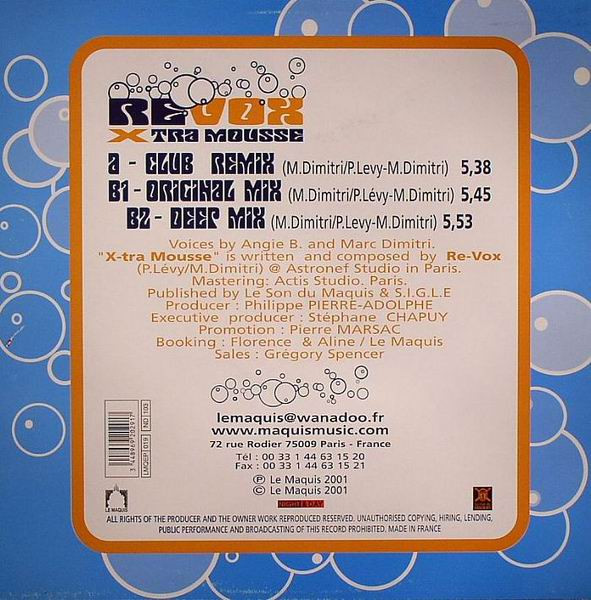 REVOX
X TRA MOUSSE
A - CLUB REMIX (M.Dimitri/P.Levy-M.Dimitri) 5,38
B1 - ORIGINAL MIX (M.Dimitri/P.Lévy-M.Dimitri) 5,45
B2 - DEEP MIX (M.Dimitri/P.Levy-M.Dimitri) 5,53
Voices by Angie B. and Marc Dimitri.
"X-tra Mousse" is written and composed by Re-Vox
(P.Lévy/M.Dimitri) @ Astronef Studio in Paris.
Mastering: Actis Studio. Paris.
Published by Le Son du Maquis & S.I.G.L.E
Producer : Philippe PIERRE-ADOLPHE
Executive producer : Stéphane CHAPUY
Promotion : Pierre MARSAC
Booking : Florence & Aline / Le Maquis
Sales : Grégory Spencer
lemaquis@wanadoo.fr
www.maquismusic.com
72 rue Rodier 75009 Paris - France
Tél : 00 33 1 44 63 15 20
Fax : 00 33 1 44 63 15 21
Ⓟ Le Maquis 2001
© Le Maquis 2001
LMQEP 019 ND 103
LE MAQUIS
NIGHT & DAY
ALL RIGHTS OF THE PRODUCER AND THE OWNER WORK REPRODUCED RESERVED. UNAUTHORISED COPYING, HIRING, LENDING,
PUBLIC PERFORMANCE AND BROADCASTING OF THIS RECORD PROHIBITED. MADE IN FRANCE